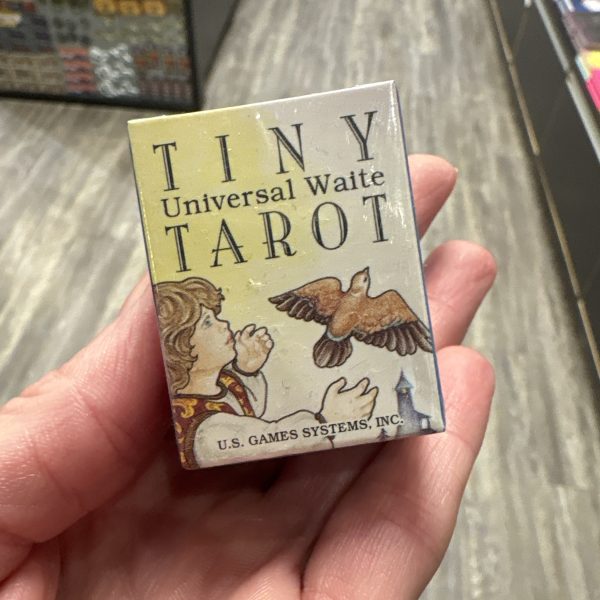 TINY
Universal Waite
TAROT
U.S. GAMES SYSTEMS, INC.